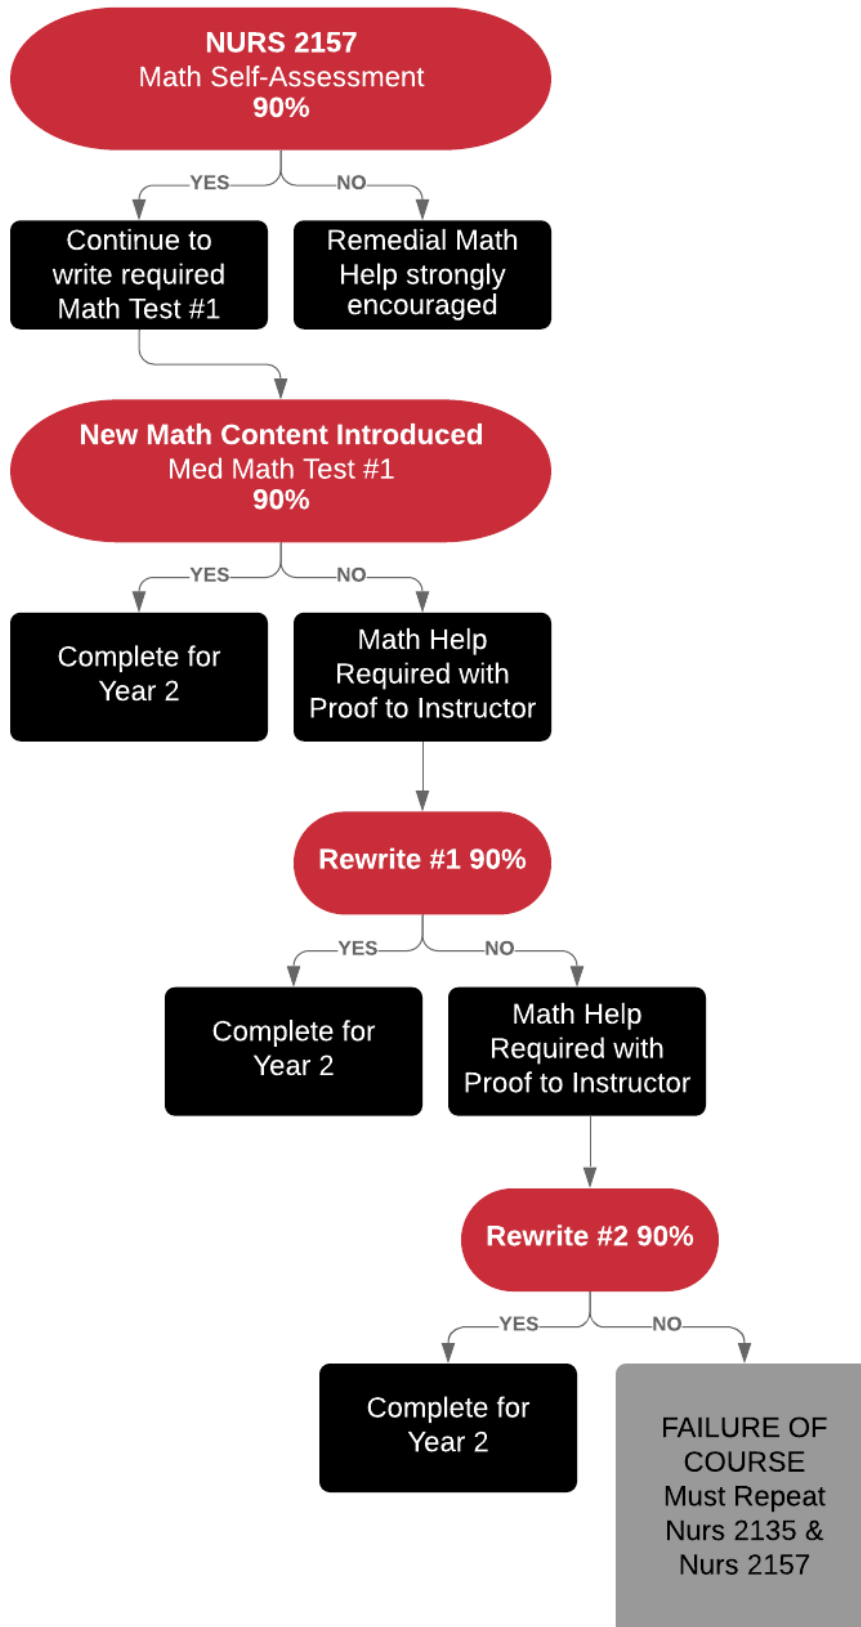 NURS 2157
Math Self-Assessment
90%
YES
NO
Continue to
write required
Math Test #1
Remedial Math
Help strongly
encouraged
New Math Content Introduced
Med Math Test #1
90%
YES
NO
Complete for
Year 2
Math Help
Required with
Proof to Instructor
Rewrite #1 90%
YES
NO
Complete for
Year 2
Math Help
Required with
Proof to Instructor
Rewrite #2 90%
YES
NO
Complete for
Year 2
FAILURE OF
COURSE
Must Repeat
Nurs 2135 &
Nurs 2157